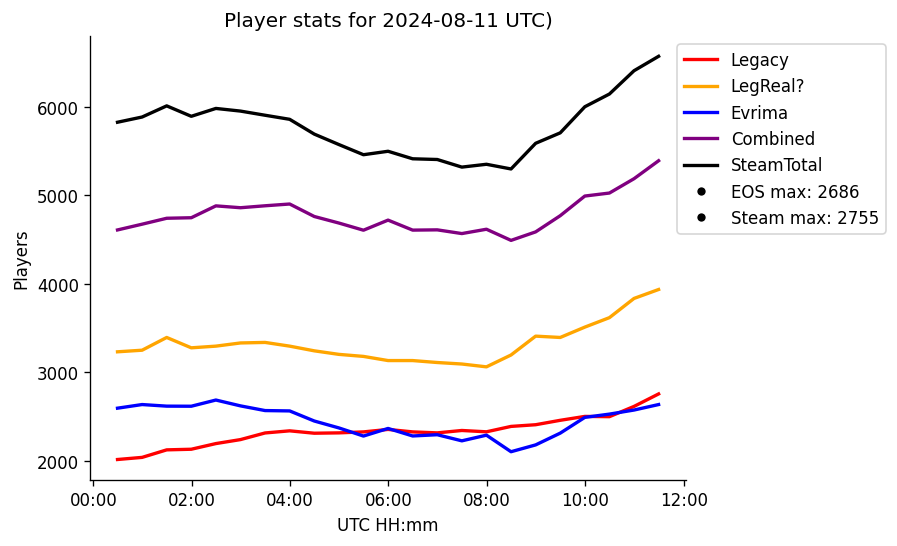 Player stats for 2024-08-11 UTC)
Legacy
LegReal?
Evrima
Combined
SteamTotal
EOS max: 2686
Steam max: 2755
6000
5000
4000
3000
2000
Players
00:00 02:00 04:00 06:00 08:00 10:00 12:00
UTC HH:mm